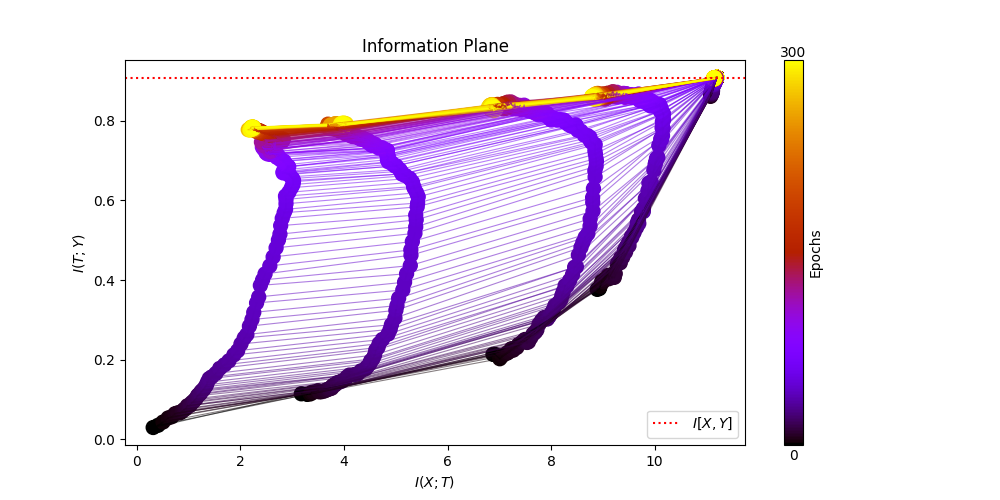 Information Plane
300
0.8
0.6
0.4
0.2
0.0
I(T; Y)
0 2 4 6 8 10
I(X; T)
I[X, Y]
Epochs
0